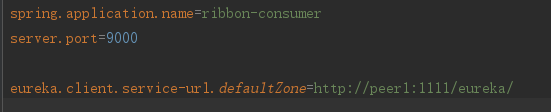 spring.application.name=ribbon-consumer
server.port=9000
eureka.client.service-url.defaultZone=http://peer1:1111/eureka/